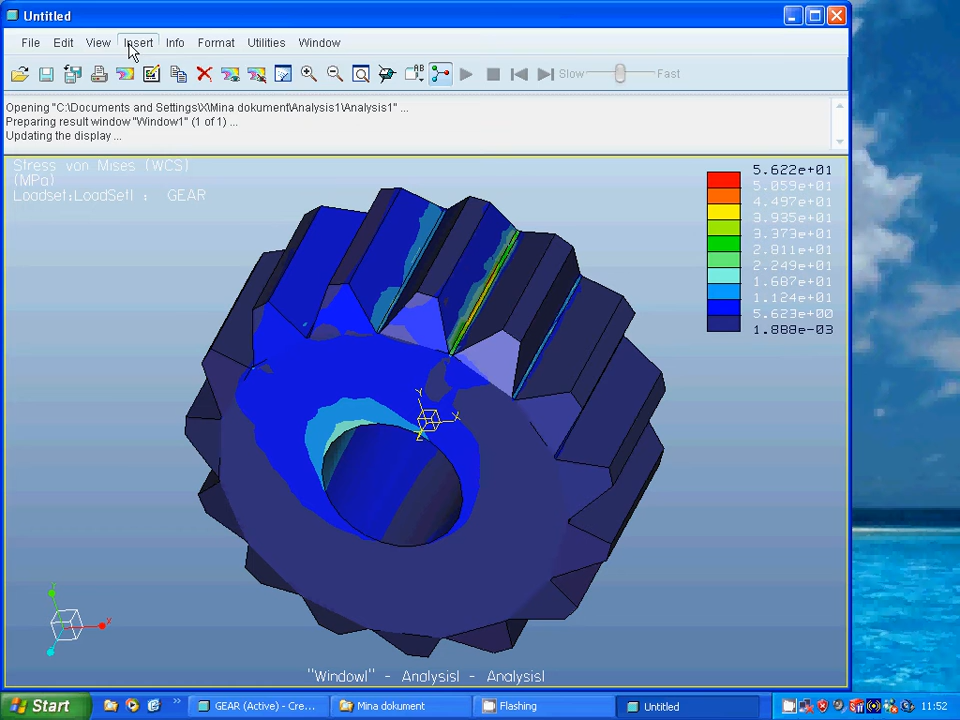 Untitled
File Edit View Insert Info Format Utilities Window
Slow Fast
Opening "C:\Documents and Settings\X\Mina dokument\Analysis1\Analysis1" ...
Preparing result window "Window1" (1 of 1) ...
Updating the display ...
Stress von Mises (WCS)
(MPa)
Loadset:LoadSet1 : GEAR
5.622e+01
5.059e+01
4.497e+01
3.935e+01
3.373e+01
2.811e+01
2.249e+01
1.687e+01
1.124e+01
5.623e+00
1.888e-03
Y
X
Z
Y
X
"Window1" - Analysis1 - Analysis1
Start
GEAR (Active) - Cre...
Mina dokument
Flashing
Untitled
11:52